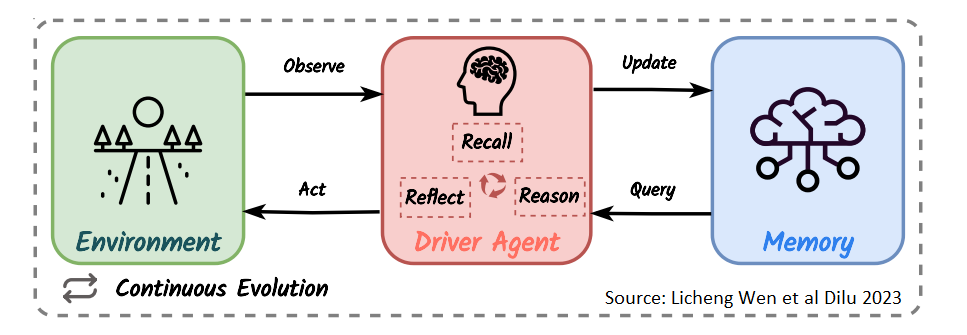 Observe
Update
Recall
Reflect
Reason
Act
Query
Environment
Driver Agent
Memory
Continuous Evolution
Source: Licheng Wen et al Dilu 2023